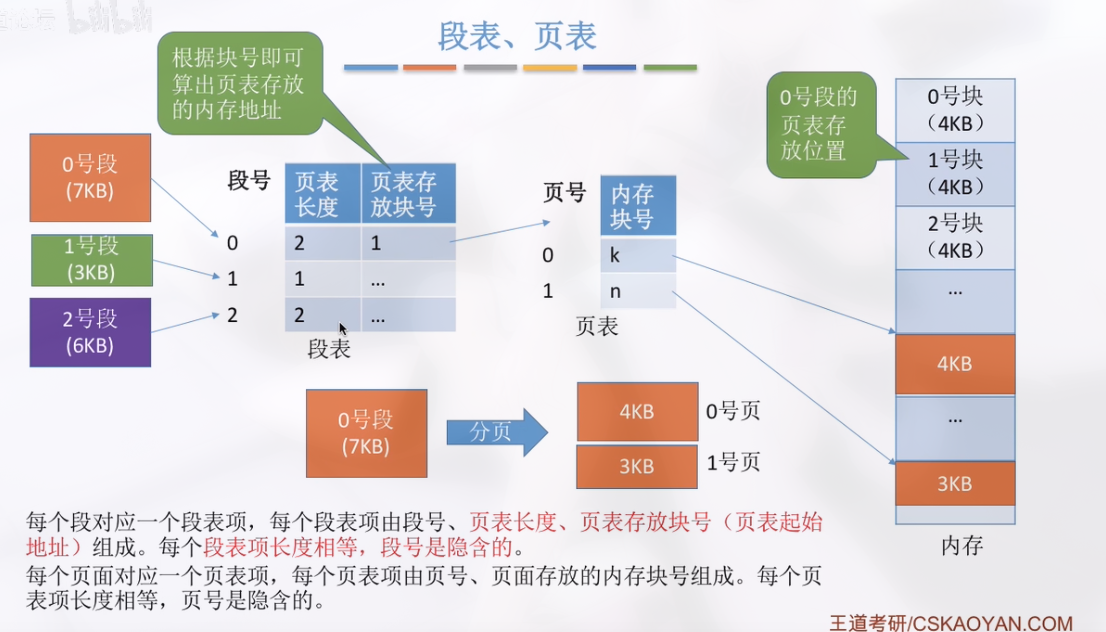 bilibili
段表、页表
根据块号即可
算出页表存放
的内存地址
0号段的
页表存
放位置
0号块
（4KB）
1号块
（4KB）
2号块
（4KB）
...
4KB
...
3KB
内存
0号段
(7KB)
1号段
(3KB)
2号段
(6KB)
段号
页表
长度
页表存
放块号
0
2
1
1
1
...
2
2
...
段表
页号
内存
块号
0
k
1
n
页表
0号段
(7KB)
分页
4KB
0号页
3KB
1号页
每个段对应一个段表项，每个段表项由段号、页表长度、页表存放块号（页表起始
地址）组成。每个段表项长度相等，段号是隐含的。
每个页面对应一个页表项，每个页表项由页号、页面存放的内存块号组成。每个页
表项长度相等，页号是隐含的。
王道考研/CSKAOYAN.COM